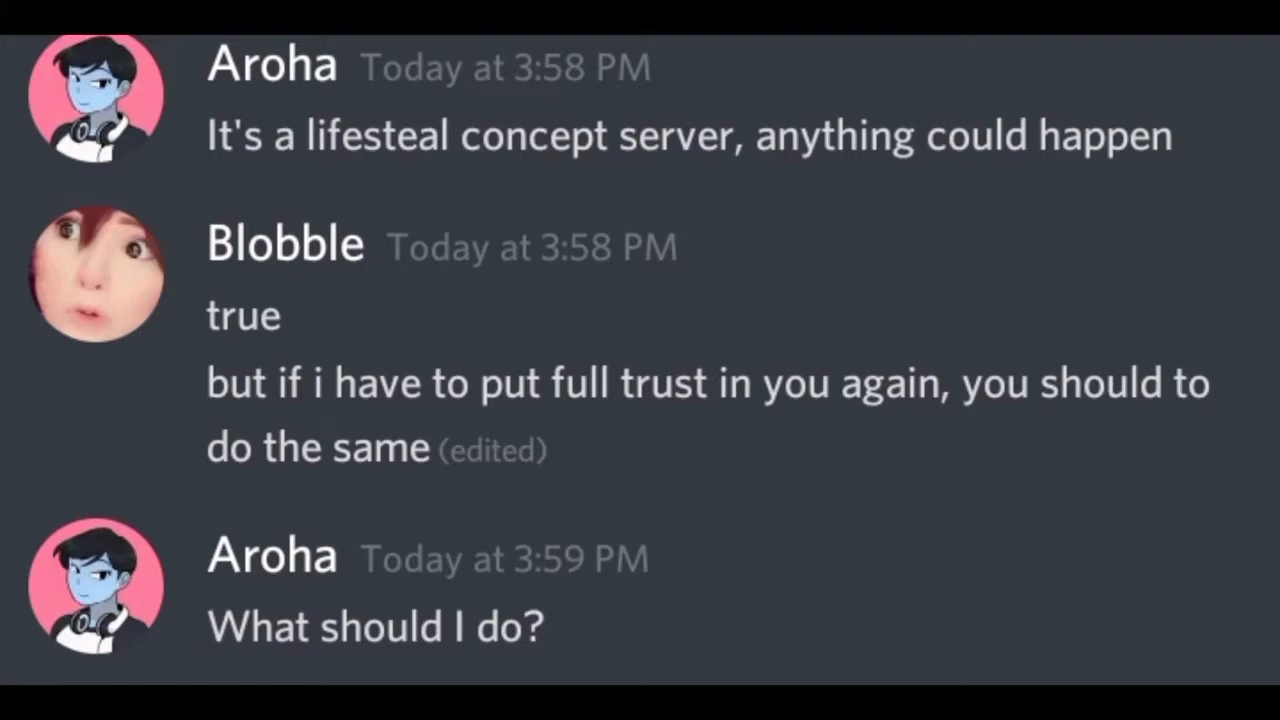 Aroha Today at 3:58 PM
It's a lifesteal concept server, anything could happen
Blobble Today at 3:58 PM
true
but if i have to put full trust in you again, you should to
do the same (edited)
Aroha Today at 3:59 PM
What should I do?